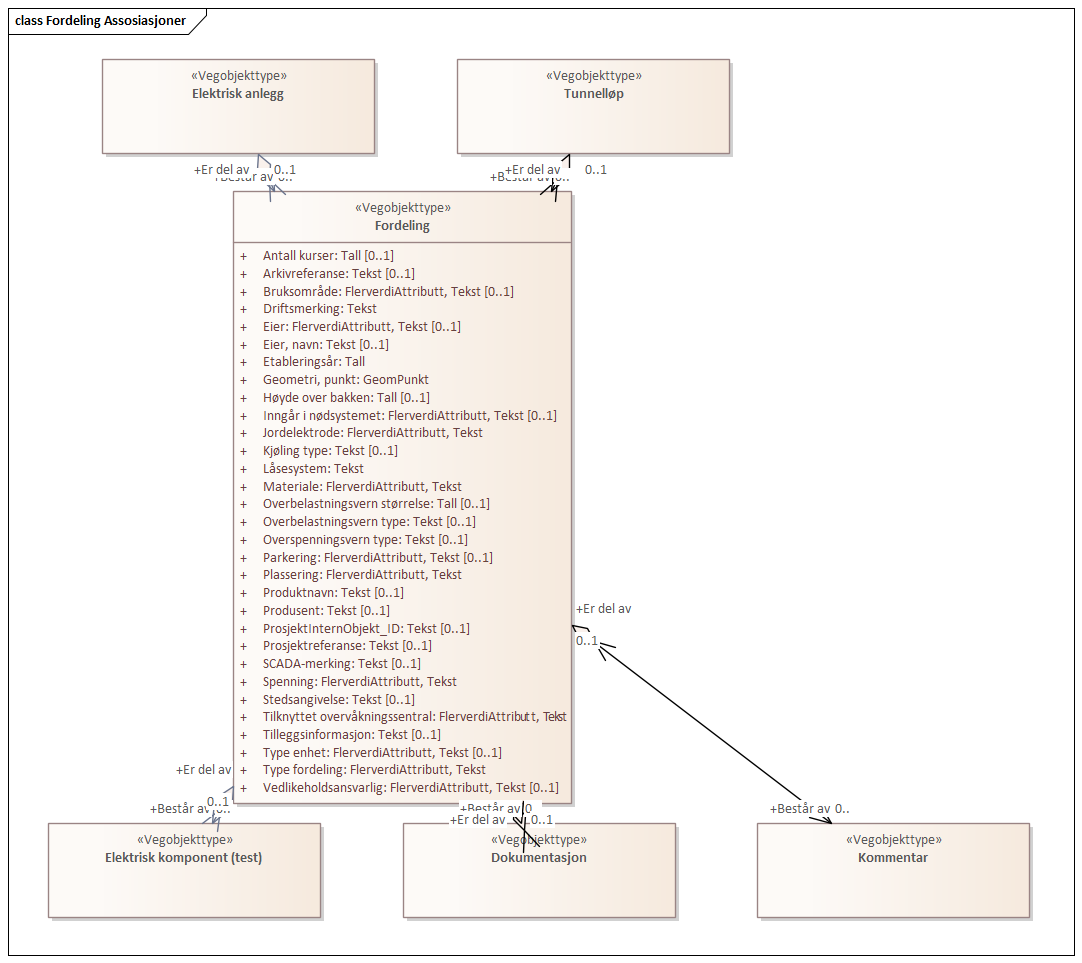 class Fordeling Assosiasjoner
«Vegobjekttype»
Elektrisk anlegg
«Vegobjekttype»
Tunnelløp
+Er del av 0..1
+Består av 0..
+Er del av 0..1
+Består av 0..
«Vegobjekttype»
Fordeling
+ Antall kurser: Tall [0..1]
+ Arkivreferanse: Tekst [0..1]
+ Bruksområde: FlerverdiAttributt, Tekst [0..1]
+ Driftsmerking: Tekst
+ Eier: FlerverdiAttributt, Tekst [0..1]
+ Eier, navn: Tekst [0..1]
+ Etableringsår: Tall
+ Geometri, punkt: GeomPunkt
+ Høyde over bakken: Tall [0..1]
+ Inngår i nødsystemet: FlerverdiAttributt, Tekst [0..1]
+ Jordelektrode: FlerverdiAttributt, Tekst
+ Kjøling type: Tekst [0..1]
+ Låsesystem: Tekst
+ Materiale: FlerverdiAttributt, Tekst
+ Overbelastningsvern størrelse: Tall [0..1]
+ Overbelastningsvern type: Tekst [0..1]
+ Overspenningsvern type: Tekst [0..1]
+ Parkering: FlerverdiAttributt, Tekst [0..1]
+ Plassering: FlerverdiAttributt, Tekst
+ Produktnavn: Tekst [0..1]
+ Produsent: Tekst [0..1]
+ ProsjektInternObjekt_ID: Tekst [0..1]
+ Prosjektreferanse: Tekst [0..1]
+ SCADA-merking: Tekst [0..1]
+ Spenning: FlerverdiAttributt, Tekst
+ Stedsangivelse: Tekst [0..1]
+ Tilknyttet overvåkningssentral: FlerverdiAttributt, Tekst
+ Tilleggsinformasjon: Tekst [0..1]
+ Type enhet: FlerverdiAttributt, Tekst [0..1]
+ Type fordeling: FlerverdiAttributt, Tekst
+ Vedlikeholdsansvarlig: FlerverdiAttributt, Tekst [0..1]
+Er del av
0..1
+Er del av
0..1
+Består av 0..
+Består av 0
+Er del av 0..1
+Består av 0..
«Vegobjekttype»
Elektrisk komponent (test)
«Vegobjekttype»
Dokumentasjon
«Vegobjekttype»
Kommentar